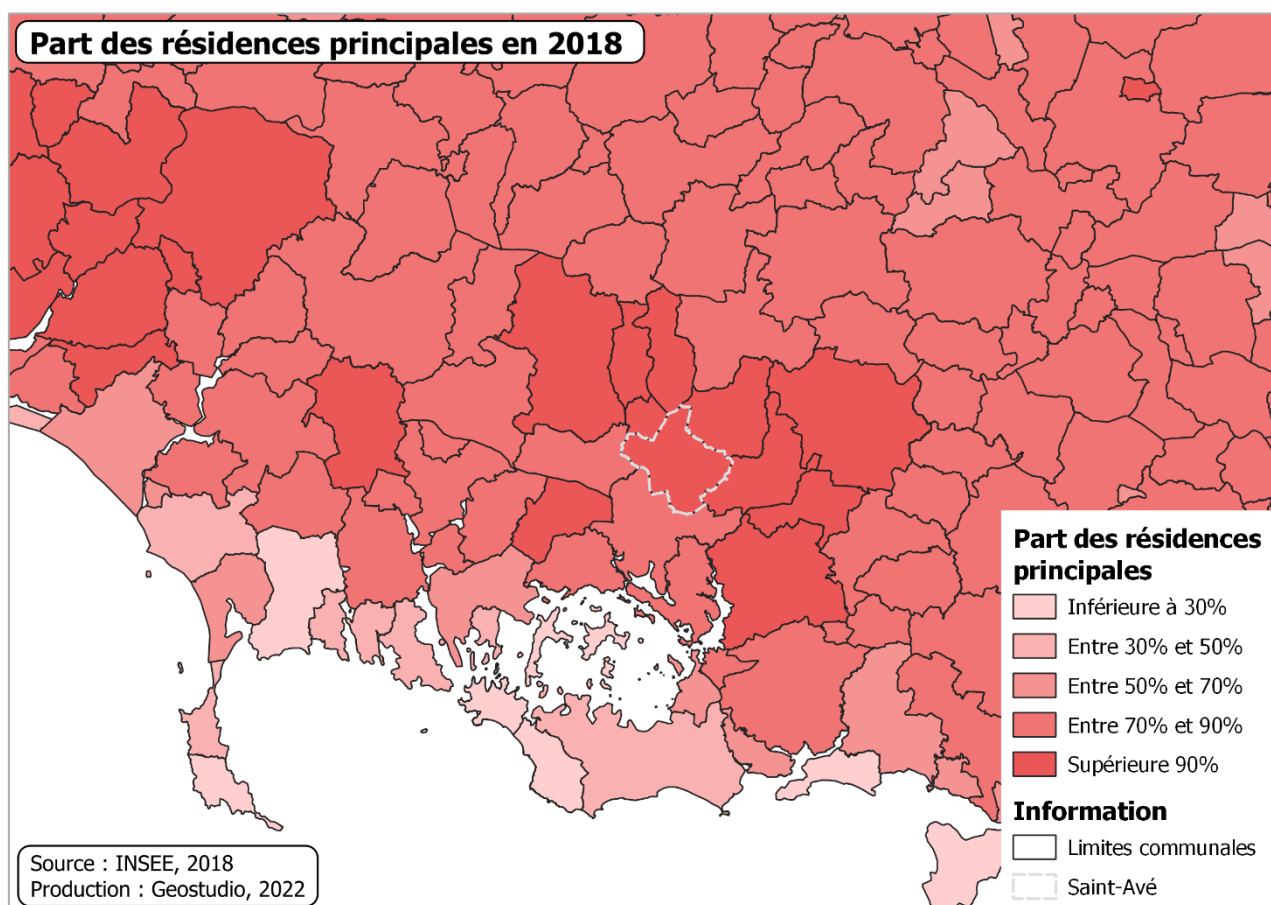 Part des résidences principales en 2018
Part des résidences
principales
Inférieure à 30%
Entre 30% et 50%
Entre 50% et 70%
Entre 70% et 90%
Supérieure 90%
Information
Limites communales
Saint-Avé
Source : INSEE, 2018
Production : Geostudio, 2022